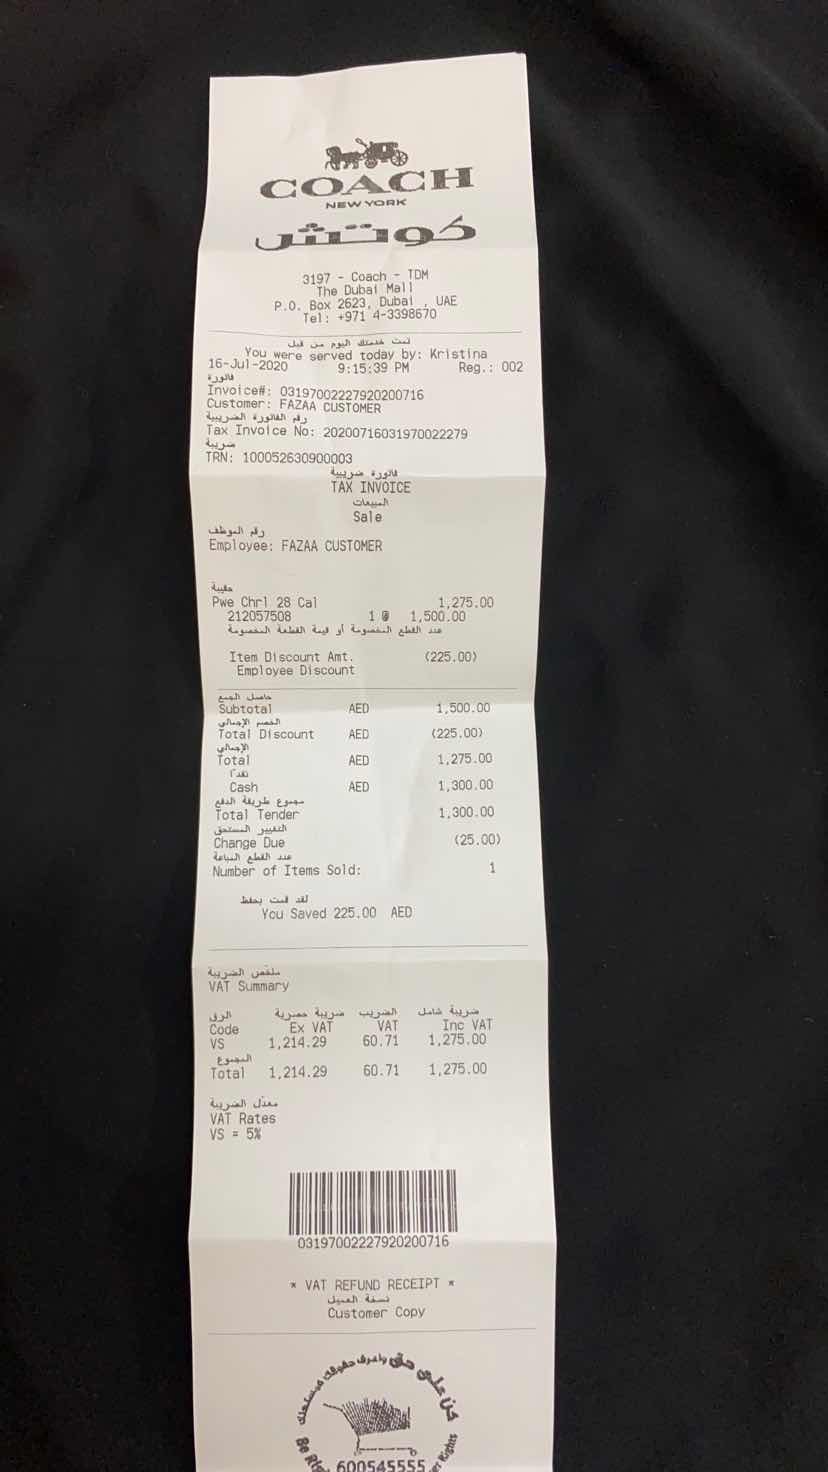 COACH
NEW YORK
كوتش
3197 - Coach - TDM
The Dubai Mall
P.O. Box 2623, Dubai , UAE
Tel: +971 4-3398670
تمت خدمتك اليوم من قبل
You were served today by: Kristina
16-Jul-2020 9:15:39 PM Reg.: 002
فاتورة
Invoice#: 03197002227920200716
Customer: FAZAA CUSTOMER
رقم الفاتورة الضريبية
Tax Invoice No: 20200716031970022279
ضريبة
TRN: 100052630900003
فاتورة ضريبية
TAX INVOICE
المبيعات
Sale
رقم الموظف
Employee: FAZAA CUSTOMER
حقيبة
Pwe Chrl 28 Cal 1,275.00
212057508 1 @ 1,500.00
عدد القطع المخصومة أو قيمة القطعة المخصومة
Item Discount Amt. (225.00)
Employee Discount
حاصل الجمع
Subtotal AED 1,500.00
الخصم الإجمالي
Total Discount AED (225.00)
الإجمالي
Total AED 1,275.00
نقدًا
Cash AED 1,300.00
مجموع طريقة الدفع
Total Tender 1,300.00
التغيير المستحق
Change Due (25.00)
عدد القطع المباعة
Number of Items Sold: 1
لقد قمت بحفظ
You Saved 225.00 AED
ملخص الضريبة
VAT Summary
الرق ضريبة حصرية الضريب ضريبة شامل
Code Ex VAT VAT Inc VAT
VS 1,214.29 60.71 1,275.00
المجموع
Total 1,214.29 60.71 1,275.00
معدّل الضريبة
VAT Rates
VS = 5%
03197002227920200716
* VAT REFUND RECEIPT *
نسخة العميل
Customer Copy
كن على حق واعرف حقوقك
Be
Rights
600545555